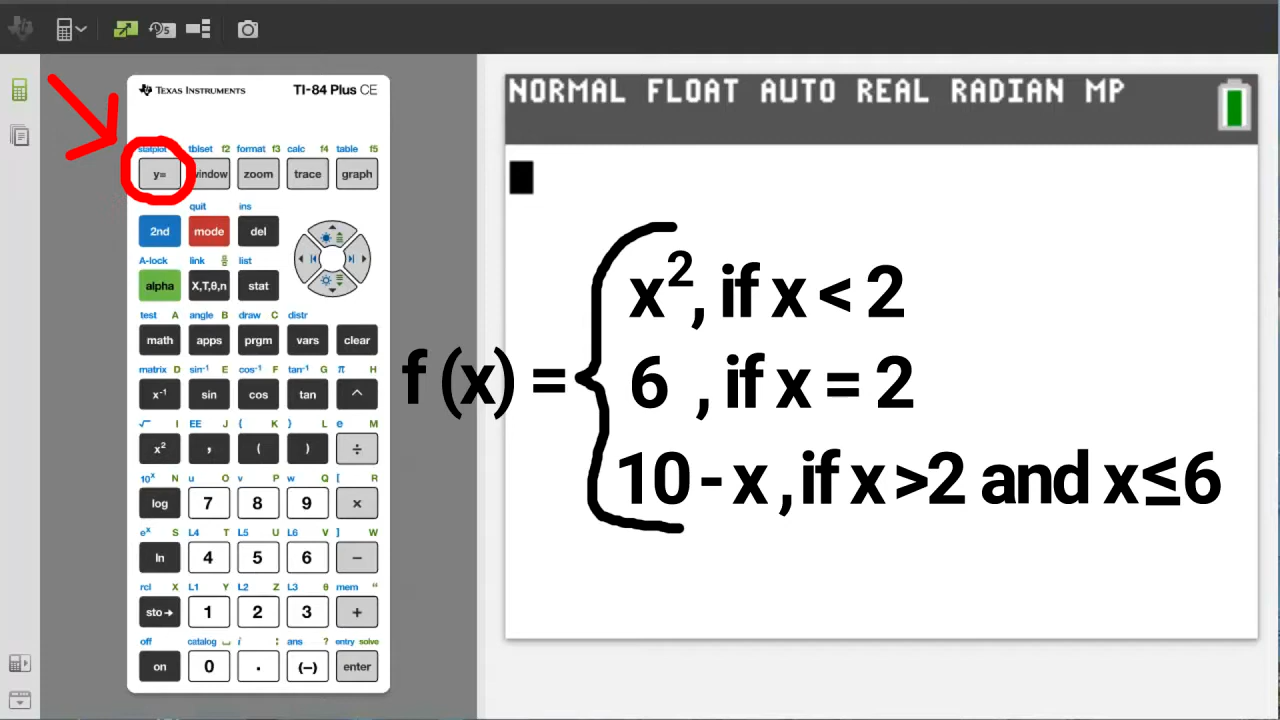 NORMAL FLOAT AUTO REAL RADIAN MP
TEXAS INSTRUMENTS TI-84 Plus CE
statplot tblset f2 format f3 calc f4 table f5
y= window zoom trace graph
quit ins
2nd mode del
A-lock link list
alpha X,T,θ,n stat
test A angle B draw C distr
math apps prgm vars clear
matrix D sin⁻¹ E cos⁻¹ F tan⁻¹ G π H
x⁻¹ sin cos tan ^
√ I EE J { K } L e M
x² , ( ) ÷
10ˣ N u O v P w Q [ R
log 7 8 9 ×
eˣ S L4 T L5 U L6 V ] W
ln 4 5 6 −
rcl X L1 Y L2 Z L3 θ mem "
sto→ 1 2 3 +
off catalog ␣ i : ans ? entry solve
on 0 . (−) enter
x², if x < 2
f (x) = { 6 , if x = 2
10 - x , if x >2 and x≤6